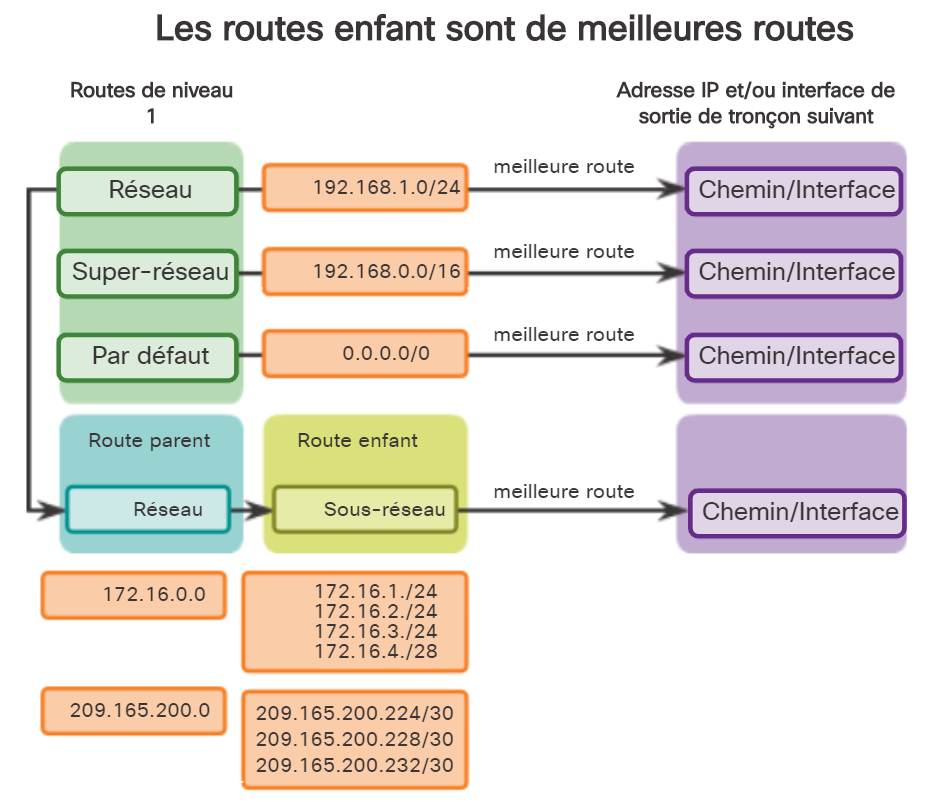 Les routes enfant sont de meilleures routes
Routes de niveau
1
Adresse IP et/ou interface de
sortie de tronçon suivant
Réseau
192.168.1.0/24
meilleure route
Chemin/Interface
Super-réseau
192.168.0.0/16
meilleure route
Chemin/Interface
Par défaut
0.0.0.0/0
meilleure route
Chemin/Interface
Route parent
Route enfant
Réseau
Sous-réseau
meilleure route
Chemin/Interface
172.16.0.0
172.16.1./24
172.16.2./24
172.16.3./24
172.16.4./28
209.165.200.0
209.165.200.224/30
209.165.200.228/30
209.165.200.232/30